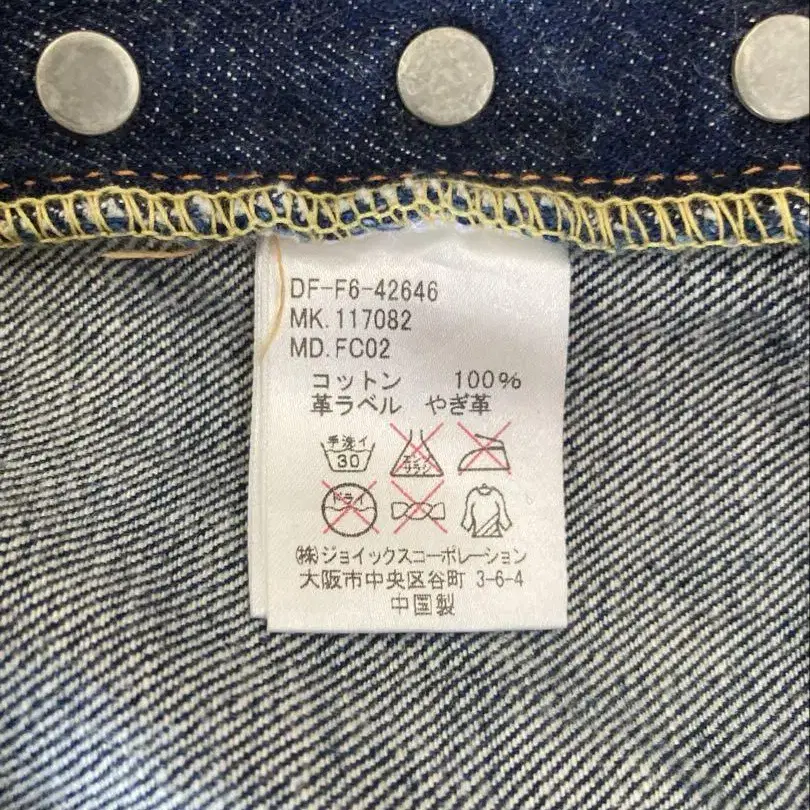 DF-F6-42646
MK.117082
MD.FC02
コットン 100%
革ラベル やぎ革
手洗イ
30
エンソ
サラシ
ドライ
㈱ジョイックスコーポレーション
大阪市中央区谷町 3-6-4
中国製